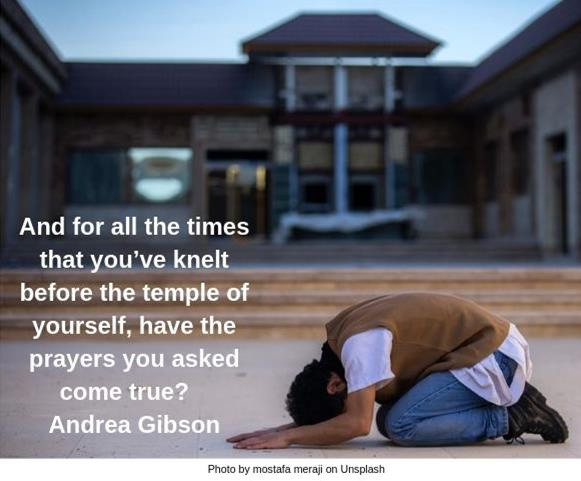 And for all the times
that you’ve knelt
before the temple of
yourself, have the
prayers you asked
come true?
Andrea Gibson
Photo by mostafa meraji on Unsplash